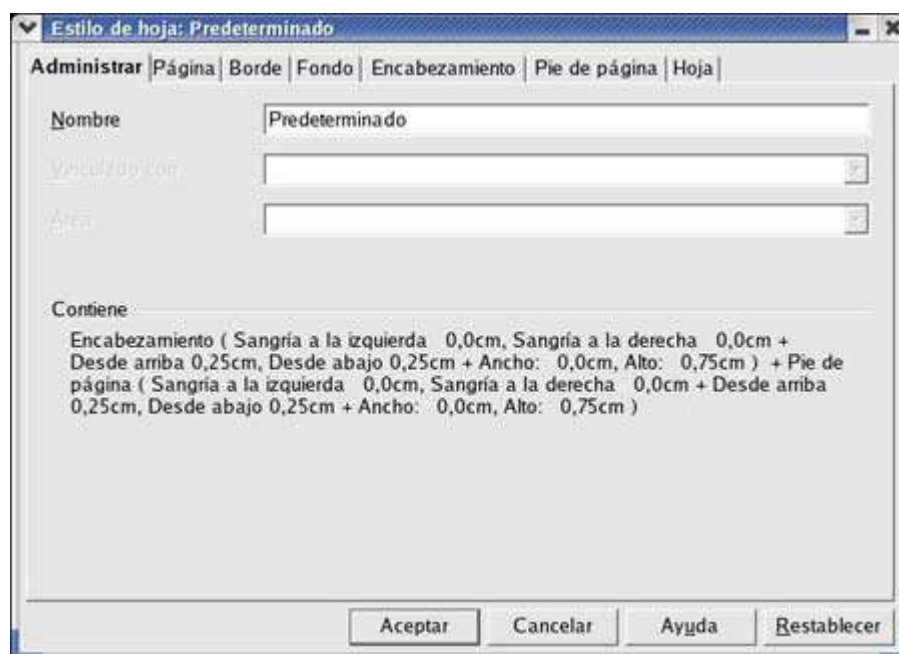 Estilo de hoja: Predeterminado
Administrar Página Borde Fondo Encabezamiento Pie de página Hoja
Nombre Predeterminado
Vinculado con
Área
Contiene
Encabezamiento ( Sangría a la izquierda 0,0cm, Sangría a la derecha 0,0cm +
Desde arriba 0,25cm, Desde abajo 0,25cm + Ancho: 0,0cm, Alto: 0,75cm ) + Pie de
página ( Sangría a la izquierda 0,0cm, Sangría a la derecha 0,0cm + Desde arriba
0,25cm, Desde abajo 0,25cm + Ancho: 0,0cm, Alto: 0,75cm )
Aceptar Cancelar Ayuda Restablecer